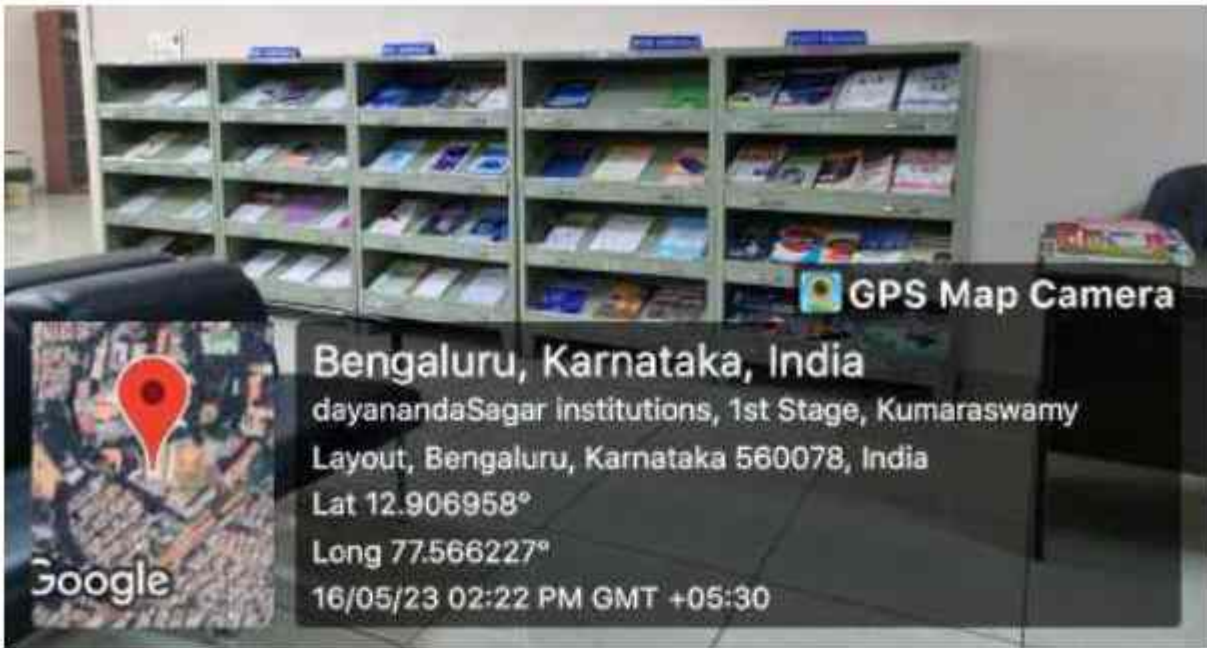 GPS Map Camera
Bengaluru, Karnataka, India
dayanandaSagar institutions, 1st Stage, Kumaraswamy
Layout, Bengaluru, Karnataka 560078, India
Lat 12.906958°
Long 77.566227°
16/05/23 02:22 PM GMT +05:30
Google